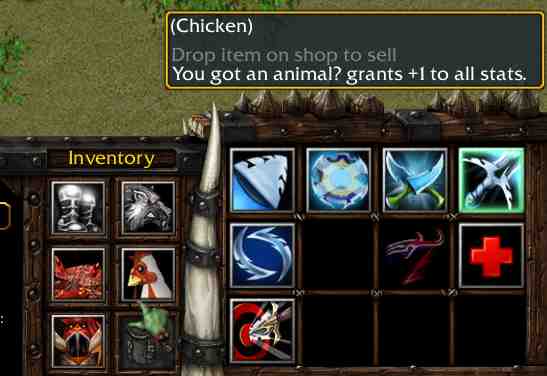 (Chicken)
Drop item on shop to sell
You got an animal? grants +1 to all stats.
Inventory
: